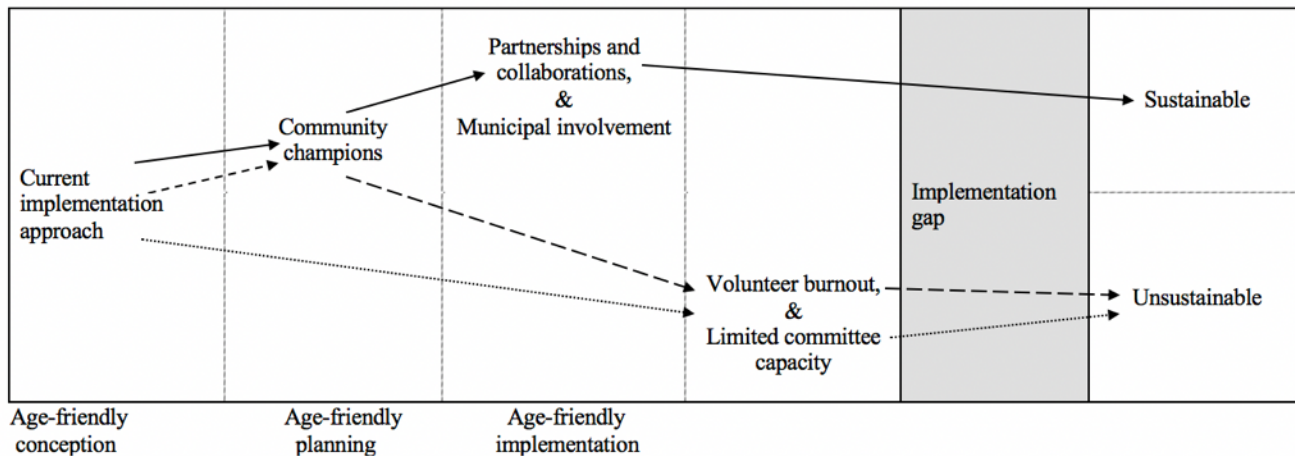 Partnerships and
collaborations,
&
Municipal involvement
Sustainable
Community
champions
Current
implementation
approach
Implementation
gap
Volunteer burnout,
&
Limited committee
capacity
Unsustainable
Age-friendly
conception
Age-friendly
planning
Age-friendly
implementation